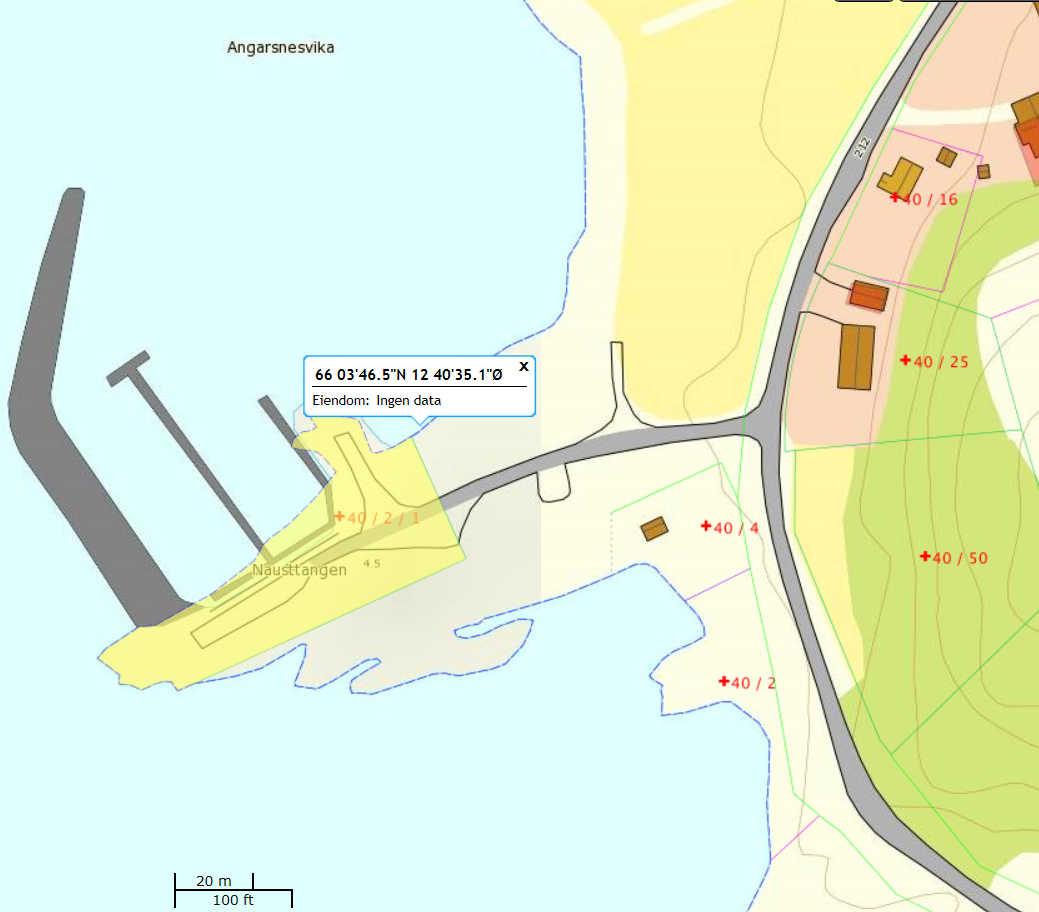 Angarsnesvika
212
40 / 16
40 / 25
66 03'46.5"N 12 40'35.1"Ø X
Eiendom: Ingen data
40 / 2 / 1
40 / 4
40 / 50
Nausttangen 4.5
40 / 2
20 m
100 ft